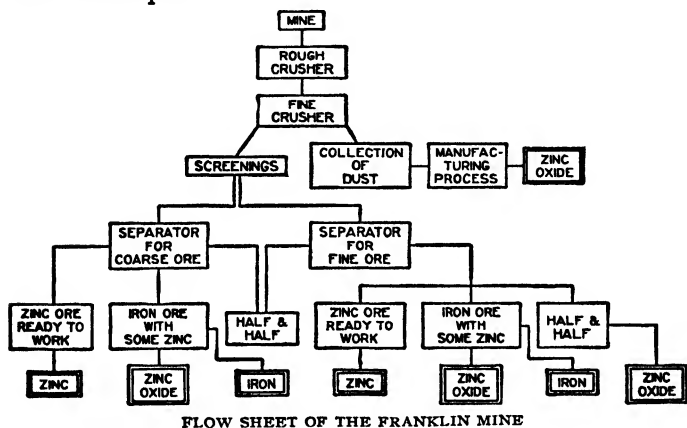 MINE
ROUGH
CRUSHER
FINE
CRUSHER
SCREENINGS
COLLECTION
OF
DUST
MANUFAC-
TURING
PROCESS
ZINC
OXIDE
SEPARATOR
FOR
COARSE ORE
SEPARATOR
FOR
FINE ORE
ZINC ORE
READY TO
WORK
IRON ORE
WITH
SOME ZINC
HALF &
HALF
ZINC ORE
READY TO
WORK
IRON ORE
WITH
SOME ZINC
HALF &
HALF
ZINC
ZINC
OXIDE
IRON
ZINC
ZINC
OXIDE
IRON
ZINC
OXIDE
FLOW SHEET OF THE FRANKLIN MINE